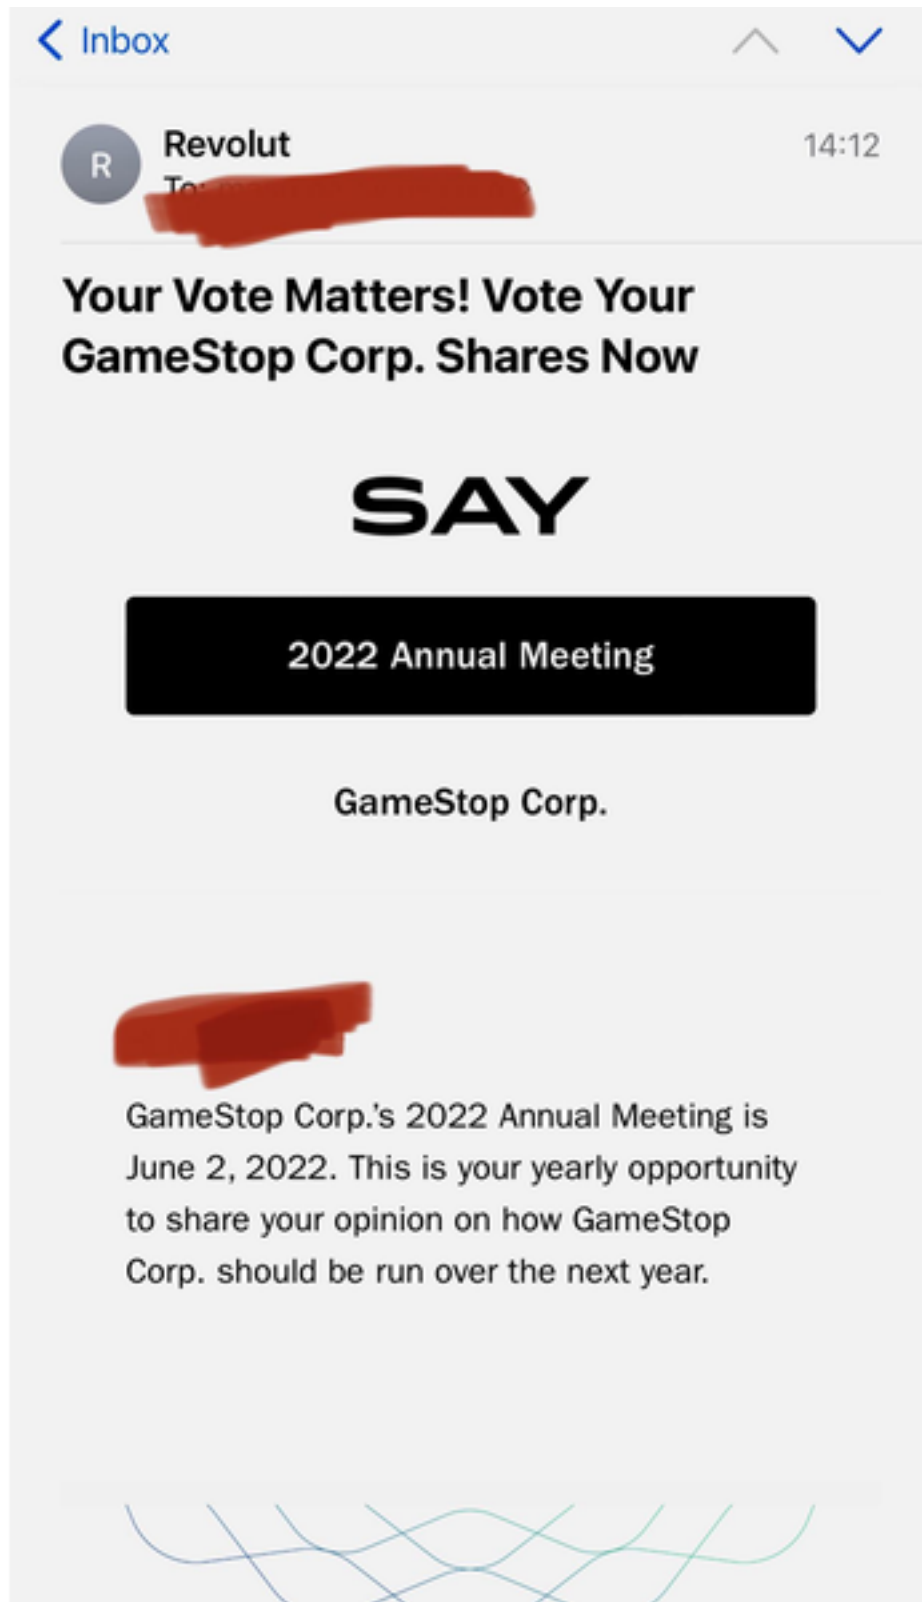 Inbox
R
Revolut
14:12
To:
Your Vote Matters! Vote Your
GameStop Corp. Shares Now
SAY
2022 Annual Meeting
GameStop Corp.
GameStop Corp.'s 2022 Annual Meeting is
June 2, 2022. This is your yearly opportunity
to share your opinion on how GameStop
Corp. should be run over the next year.